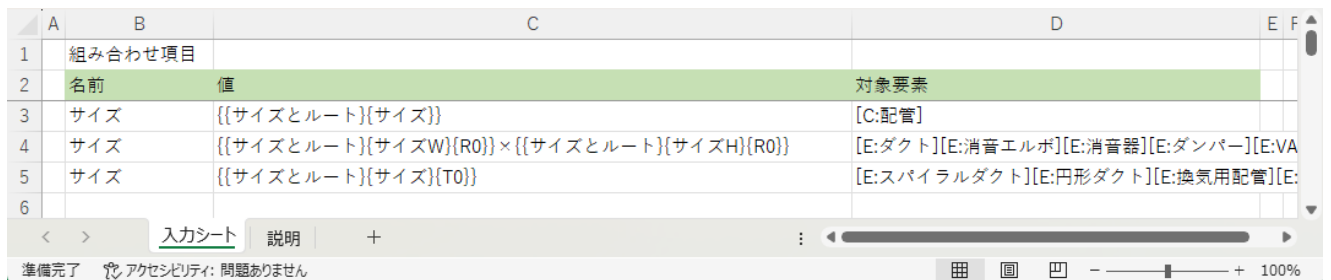 A B C D E F
1 組み合わせ項目
2 名前 値 対象要素
3 サイズ {{サイズとルート}{サイズ}} [C:配管]
4 サイズ {{サイズとルート}{サイズW}{R0}}×{{サイズとルート}{サイズH}{R0}} [E:ダクト][E:消音エルボ][E:消音器][E:ダンパー][E:VA
5 サイズ {{サイズとルート}{サイズ}{T0}} [E:スパイラルダクト][E:円形ダクト][E:換気用配管][E:
6
入力シート 説明 +
準備完了 アクセシビリティ: 問題ありません - + 100%